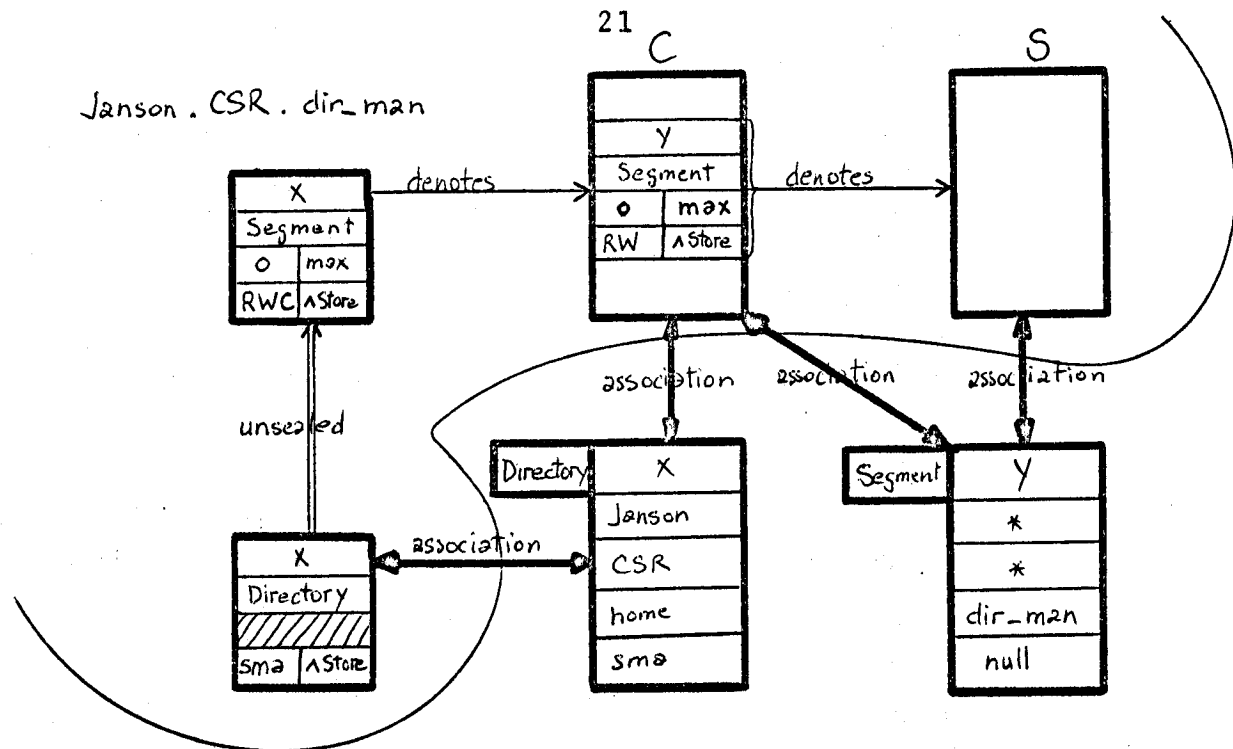 21
C
S
Janson . CSR . dir_man
X
Segment
0 max
RWC ∧Store
denotes
Y
Segment
0 max
RW ∧Store
denotes
unsealed
association
association
association
X
Directory
sma ∧Store
association
Directory
X
Janson
CSR
home
sma
Segment
Y
*
*
dir_man
null